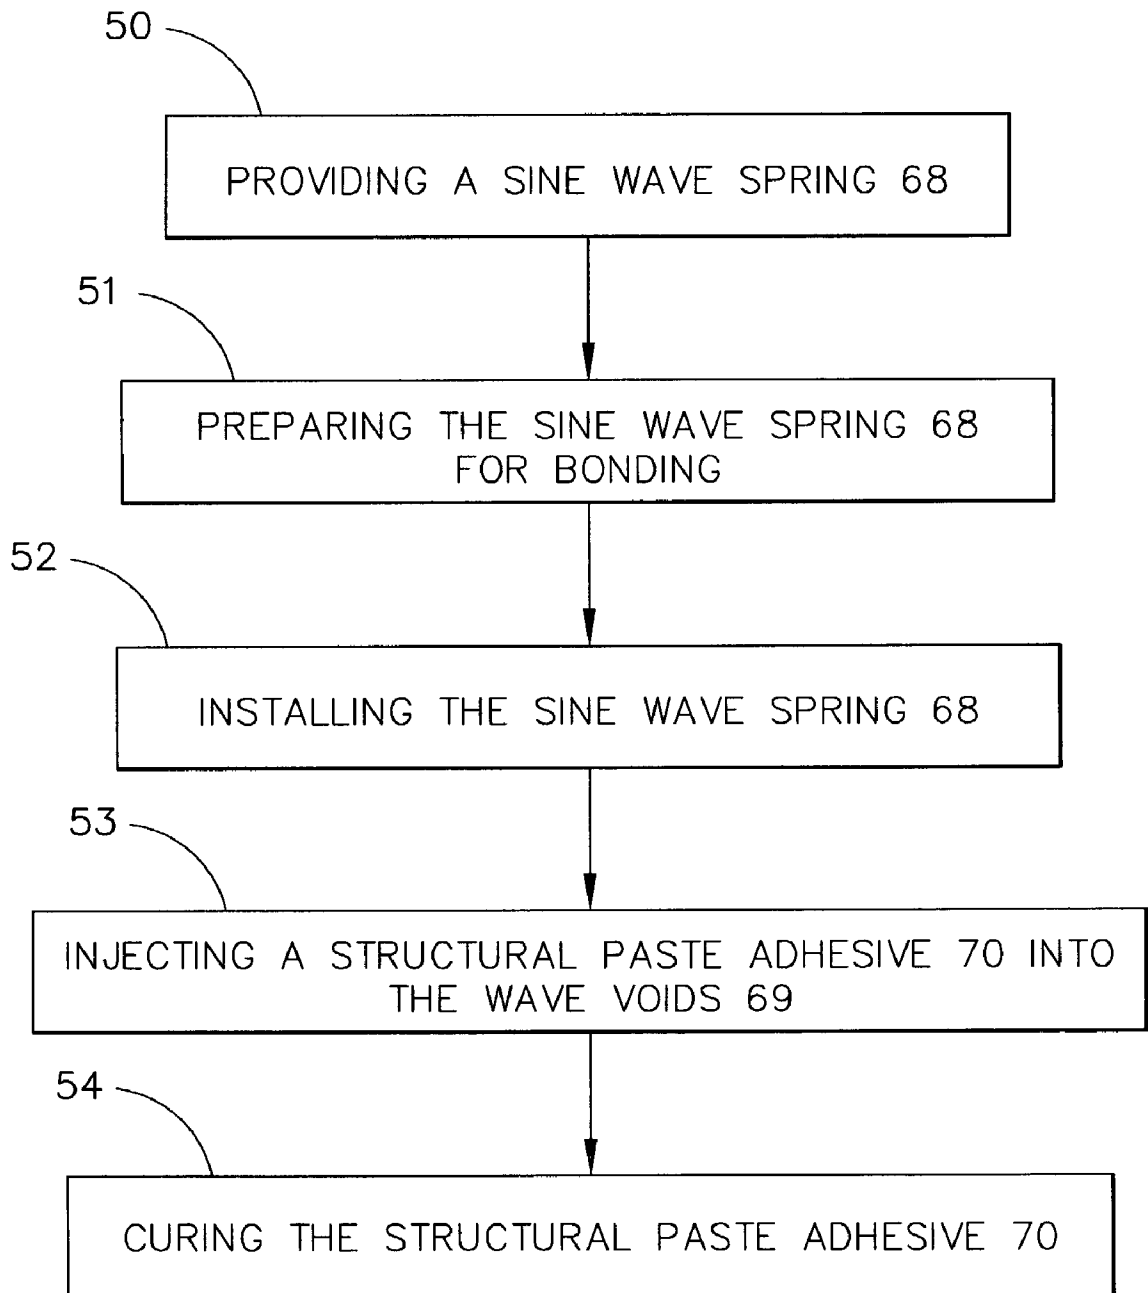 50
PROVIDING A SINE WAVE SPRING 68
51
PREPARING THE SINE WAVE SPRING 68
FOR BONDING
52
INSTALLING THE SINE WAVE SPRING 68
53
INJECTING A STRUCTURAL PASTE ADHESIVE 70 INTO
THE WAVE VOIDS 69
54
CURING THE STRUCTURAL PASTE ADHESIVE 70